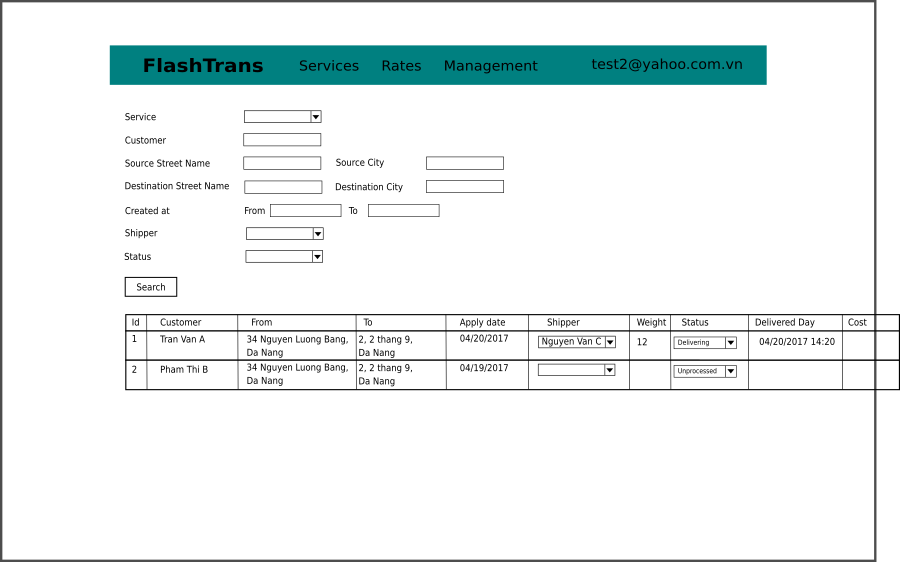 FlashTrans Services Rates Management test2@yahoo.com.vn
Service
Customer
Source Street Name Source City
Destination Street Name Destination City
Created at From To
Shipper
Status
Search
Id Customer From To Apply date Shipper Weight Status Delivered Day Cost
1 Tran Van A 34 Nguyen Luong Bang, 2, 2 thang 9, 04/20/2017 Nguyen Van C 12 Delivering 04/20/2017 14:20
Da Nang Da Nang
2 Pham Thi B 34 Nguyen Luong Bang, 2, 2 thang 9, 04/19/2017 Unprocessed
Da Nang Da Nang